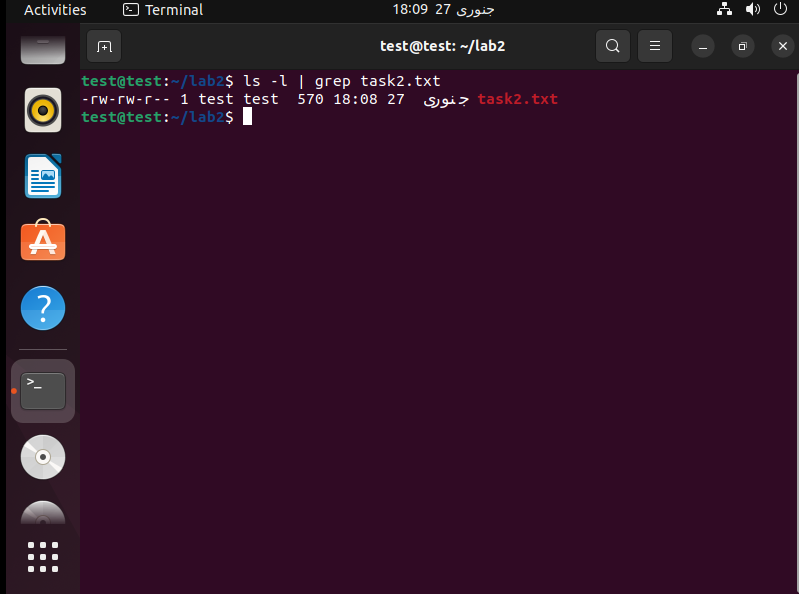 Activities
Terminal
جنوری 27 18:09
test@test: ~/lab2
test@test:~/lab2$ ls -l | grep task2.txt
-rw-rw-r-- 1 test test  570 18:08 27  جنوری task2.txt
test@test:~/lab2$